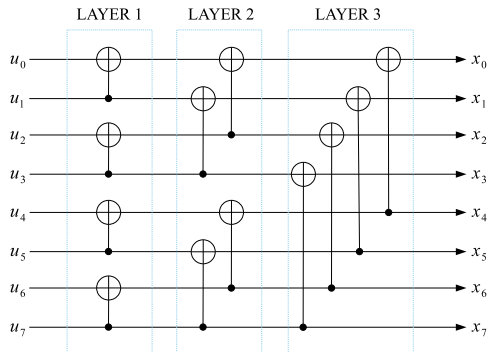 LAYER 1 LAYER 2 LAYER 3
u0 x0
u1 x1
u2 x2
u3 x3
u4 x4
u5 x5
u6 x6
u7 x7